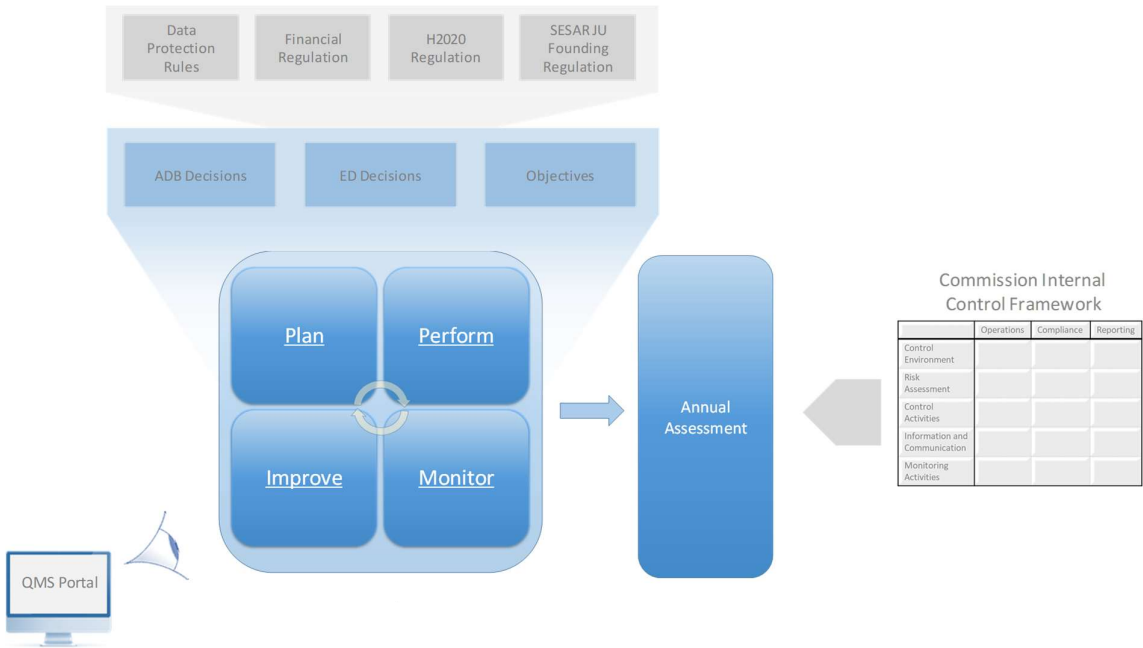 Data
Protection
Rules
Financial
Regulation
H2020
Regulation
SESAR JU
Founding
Regulation
ADB Decisions
ED Decisions
Objectives
Plan
Perform
Improve
Monitor
Annual
Assessment
Commission Internal
Control Framework
Operations
Compliance
Reporting
Control
Environment
Risk
Assessment
Control
Activities
Information and
Communication
Monitoring
Activities
QMS Portal